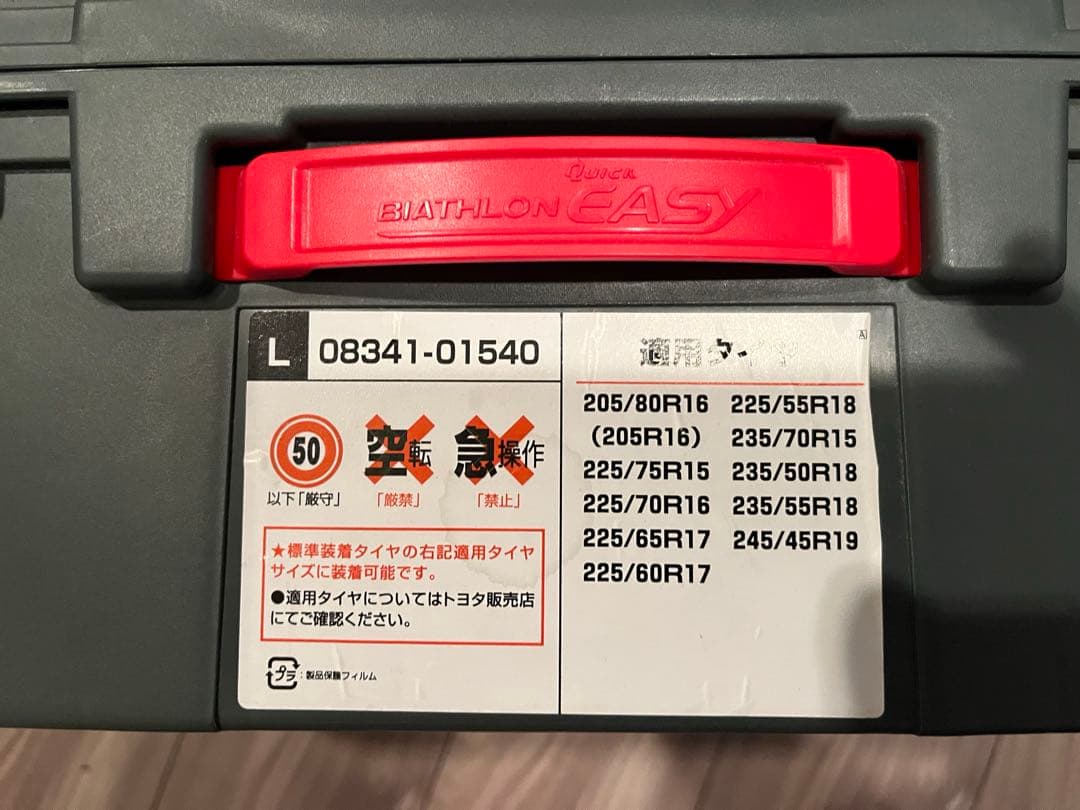 Quick
BIATHLON EASY
L 08341-01540
50 空転 急操作
以下「厳守」 「厳禁」 「禁止」
★標準装着タイヤの右記適用タイヤ
サイズに装着可能です。
●適用タイヤについてはトヨタ販売店
にてご確認ください。
プラ :製品保護フィルム
A
適用タイヤ
205/80R16 225/55R18
(205R16) 235/70R15
225/75R15 235/50R18
225/70R16 235/55R18
225/65R17 245/45R19
225/60R17